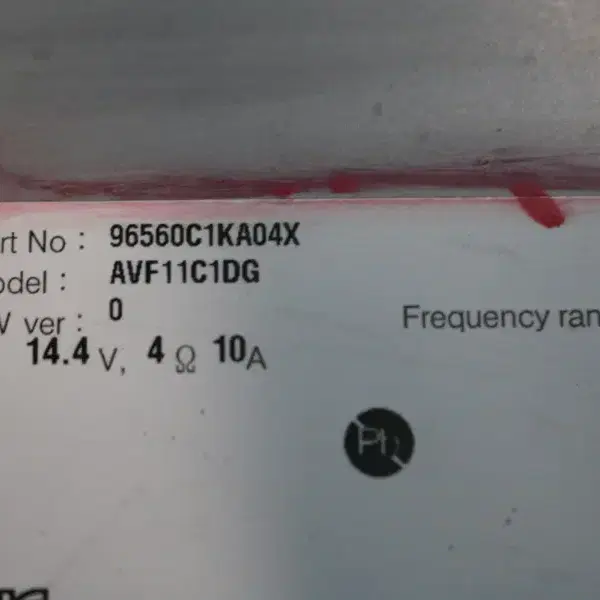 rt No : 96560C1KA04X
odel : AVF11C1DG
W ver : 0
14.4 V, 4 Ω 10A
Frequency ran
Pb